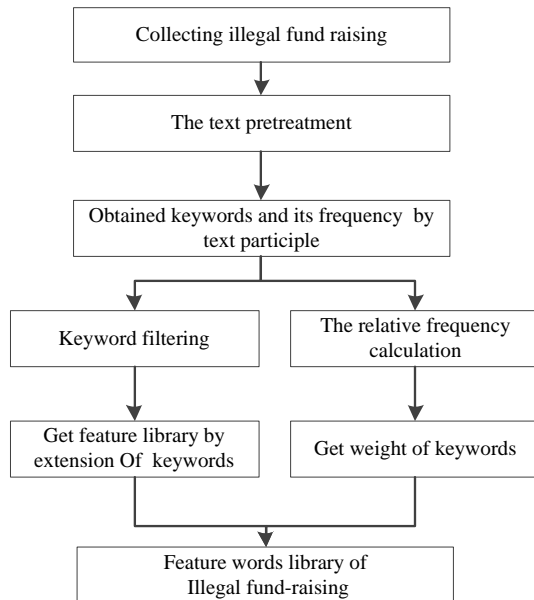 Collecting illegal fund raising
The text pretreatment
Obtained keywords and its frequency by
text participle
Keyword filtering
The relative frequency
calculation
Get feature library by
extension Of keywords
Get weight of keywords
Feature words library of
Illegal fund-raising